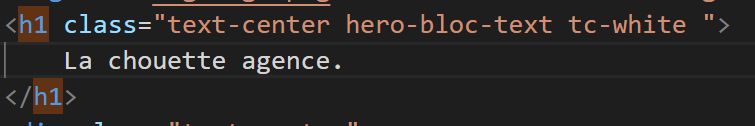 <h1 class="text-center hero-bloc-text tc-white ">
La chouette agence.
</h1>